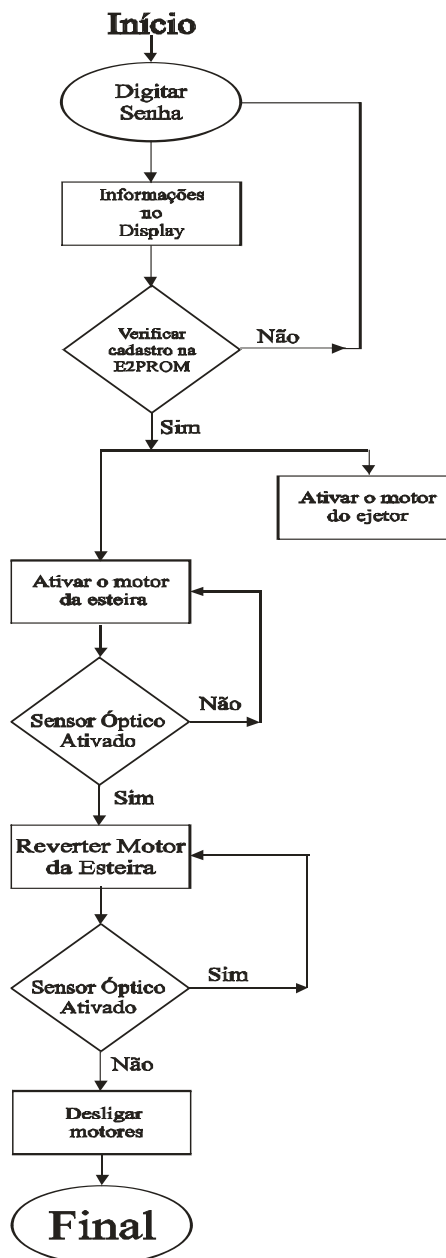 Início
Digitar
Senha
Informações
no
Display
Verificar
cadastro na
E2PROM
Não
Sim
Ativar o motor
do ejetor
Ativar o motor
da esteira
Não
Sensor Óptico
Ativado
Sim
Reverter Motor
da Esteira
Sensor Óptico
Ativado
Sim
Não
Desligar
motores
Final